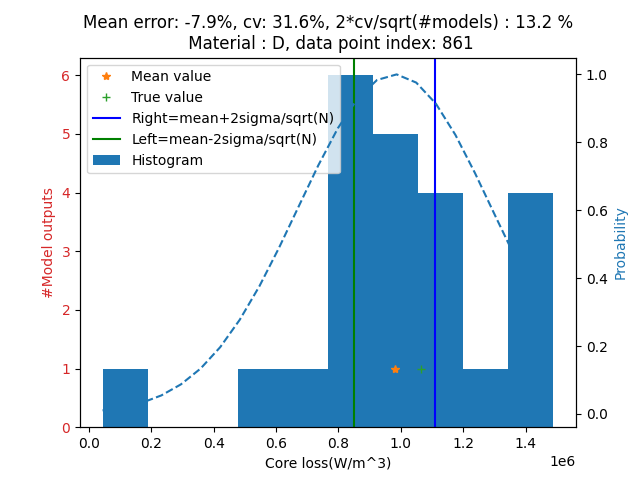 Mean error: -7.9%, cv: 31.6%, 2*cv/sqrt(#models) : 13.2 %
Material : D, data point index: 861
Mean value
True value
Right=mean+2sigma/sqrt(N)
Left=mean-2sigma/sqrt(N)
Histogram
#Model outputs
6
5
4
3
2
1
0
Probability
1.0
0.8
0.6
0.4
0.2
0.0
0.0 0.2 0.4 0.6 0.8 1.0 1.2 1.4
1e6
Core loss(W/m^3)